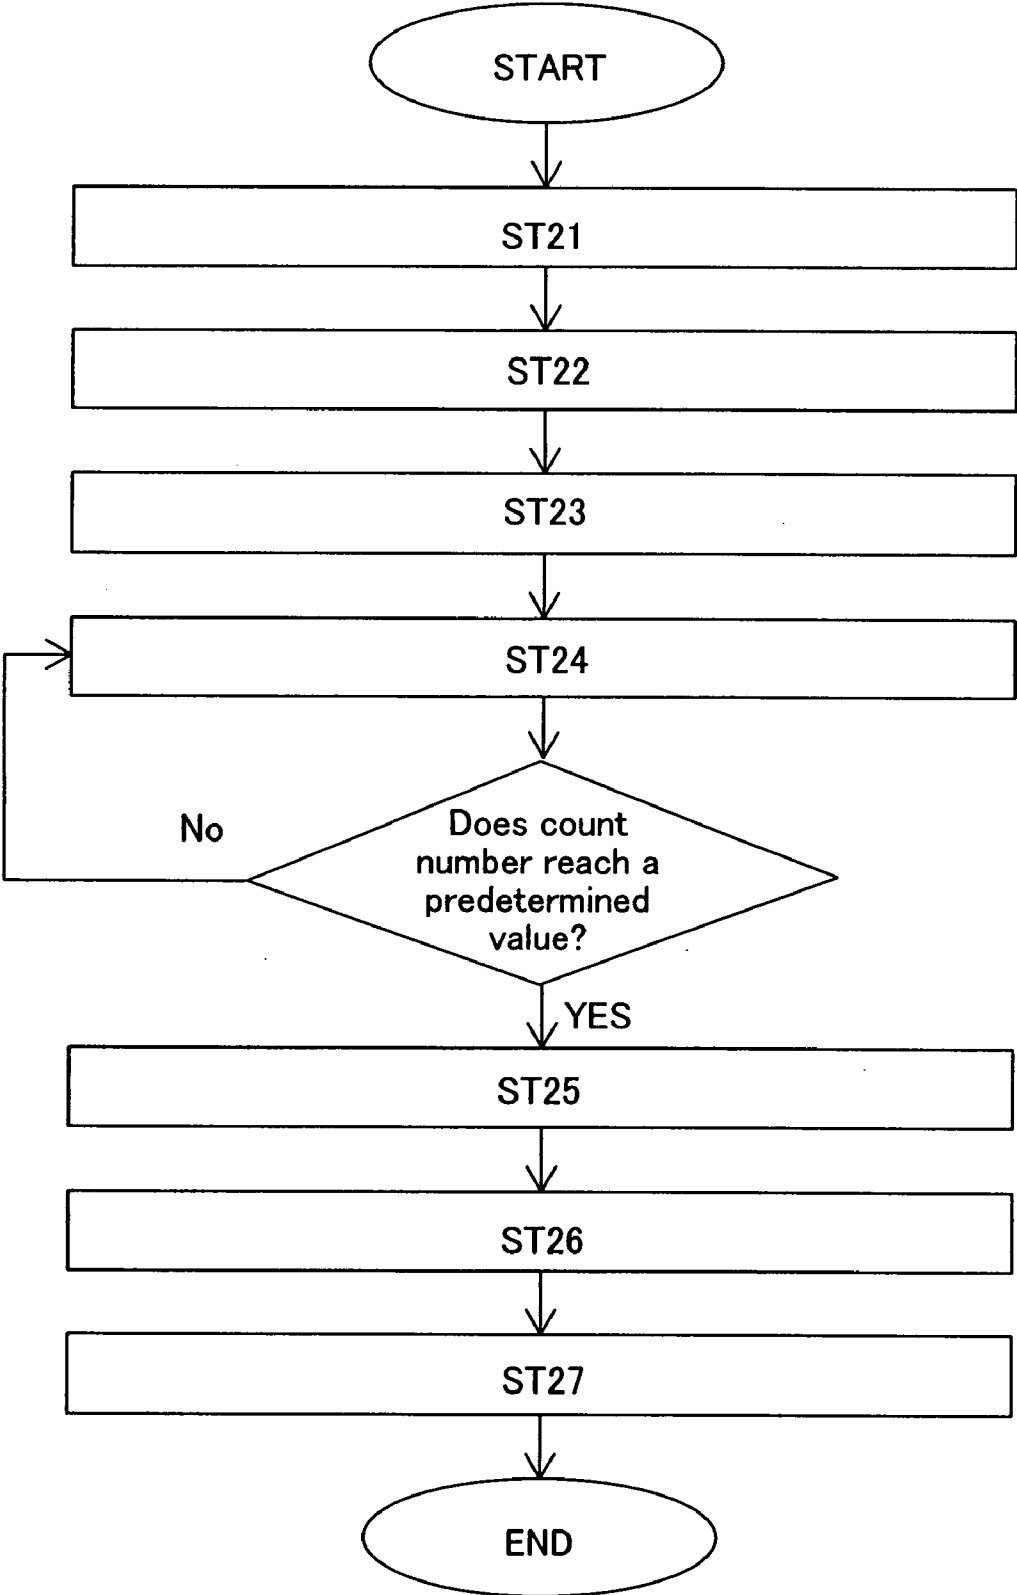 START
ST21
ST22
ST23
ST24
No
Does count
number reach a
predetermined
value?
YES
ST25
ST26
ST27
END